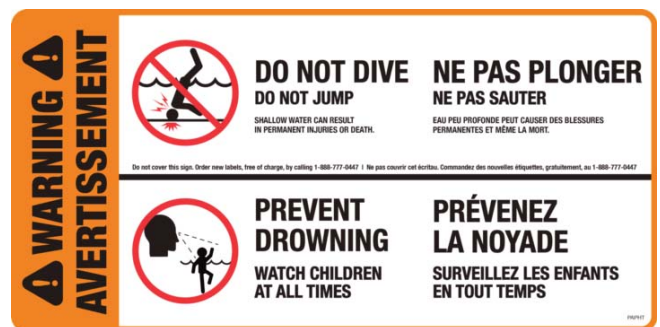 WARNING
AVERTISSEMENT
DO NOT DIVE
DO NOT JUMP
SHALLOW WATER CAN RESULT
IN PERMANENT INJURIES OR DEATH.
NE PAS PLONGER
NE PAS SAUTER
EAU PEU PROFONDE PEUT CAUSER DES BLESSURES
PERMANENTES ET MÊME LA MORT.
Do not cover this sign. Order new labels, free of charge, by calling 1-888-777-0447 | Ne pas couvrir cet écritau. Commandez des nouvelles étiquettes, gratuitement, au 1-888-777-0447
PREVENT
DROWNING
WATCH CHILDREN
AT ALL TIMES
PRÉVENEZ
LA NOYADE
SURVEILLEZ LES ENFANTS
EN TOUT TEMPS